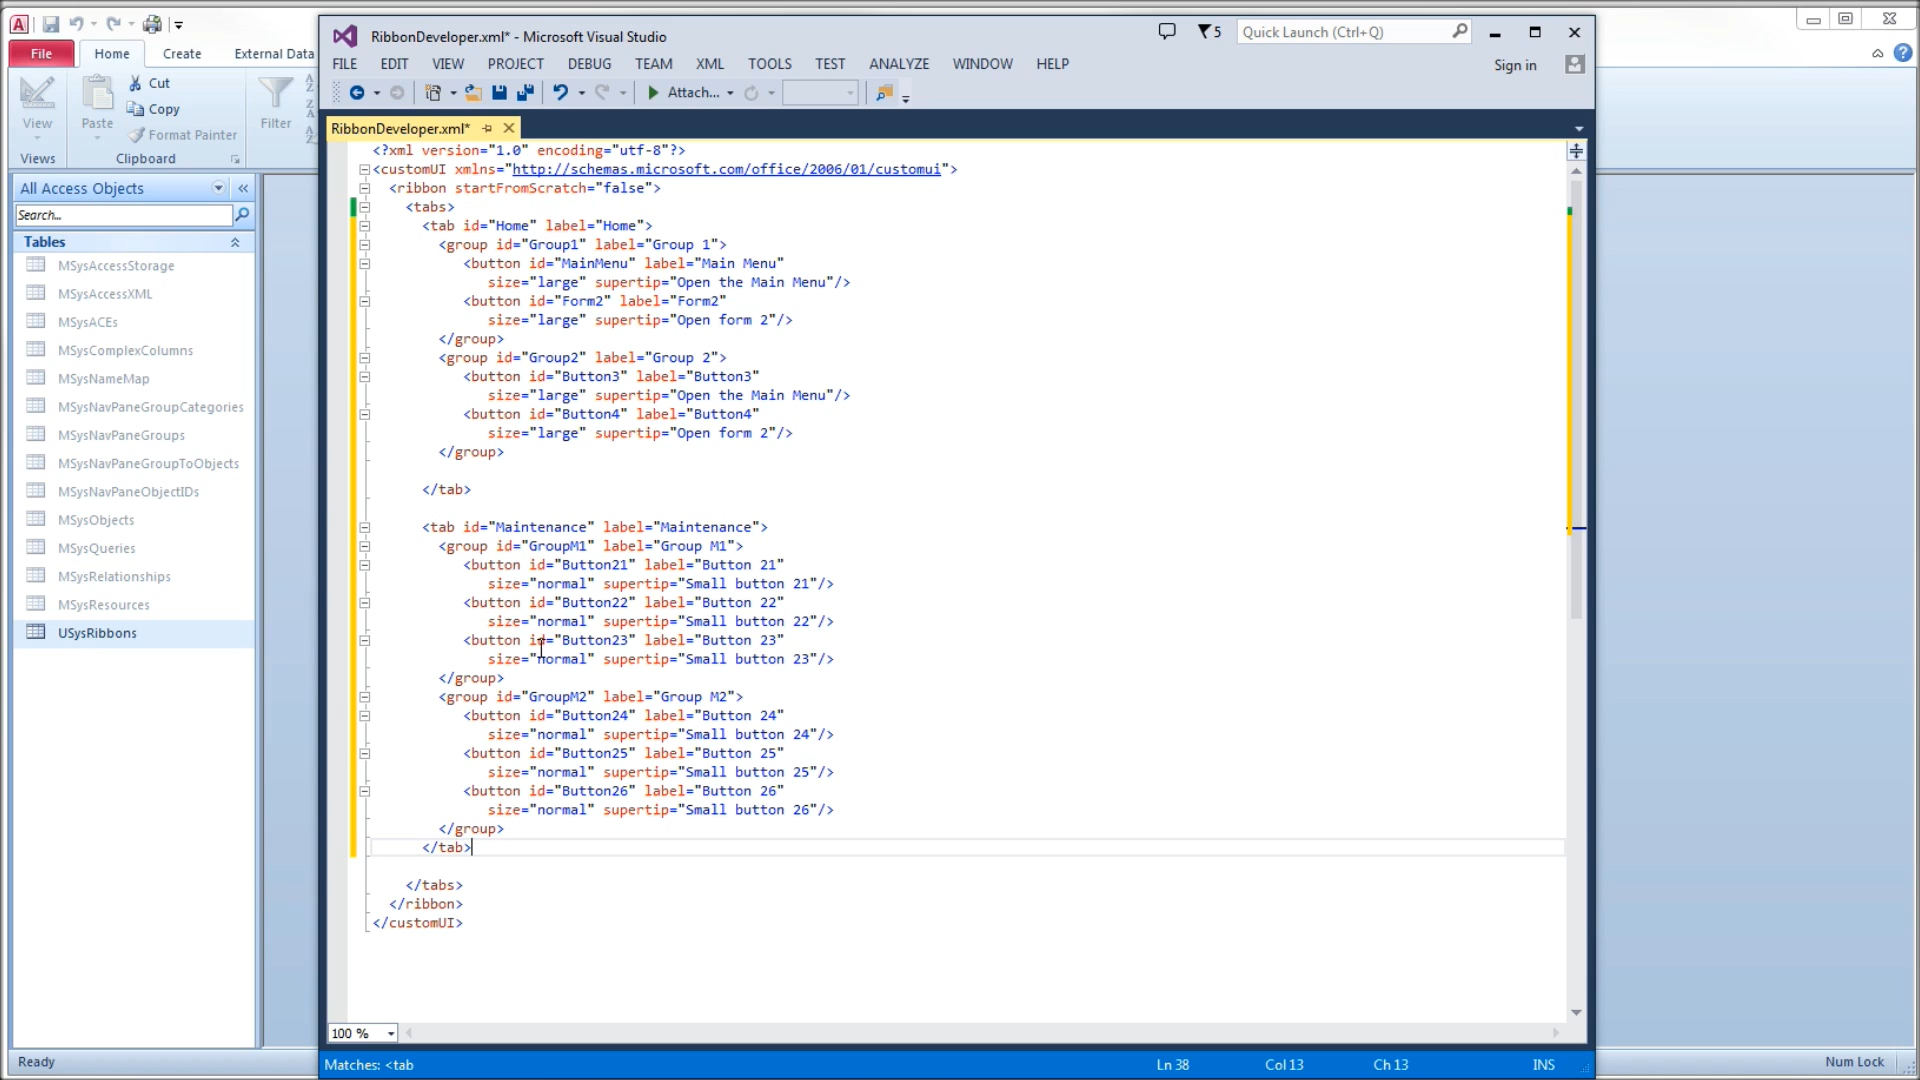 RibbonDeveloper.xml* - Microsoft Visual Studio
5
Quick Launch (Ctrl+Q)
File
Home
Create
External Data
FILE
EDIT
VIEW
PROJECT
DEBUG
TEAM
XML
TOOLS
TEST
ANALYZE
WINDOW
HELP
Sign in
View
Paste
Cut
Copy
Format Painter
Filter
Attach...
Views
Clipboard
RibbonDeveloper.xml*
All Access Objects
Search...
Tables
MSysAccessStorage
MSysAccessXML
MSysACEs
MSysComplexColumns
MSysNameMap
MSysNavPaneGroupCategories
MSysNavPaneGroups
MSysNavPaneGroupToObjects
MSysNavPaneObjectIDs
MSysObjects
MSysQueries
MSysRelationships
MSysResources
USysRibbons
<?xml version="1.0" encoding="utf-8"?>
<customUI xmlns="http://schemas.microsoft.com/office/2006/01/customui">
<ribbon startFromScratch="false">
<tabs>
<tab id="Home" label="Home">
<group id="Group1" label="Group 1">
<button id="MainMenu" label="Main Menu"
size="large" supertip="Open the Main Menu"/>
<button id="Form2" label="Form2"
size="large" supertip="Open form 2"/>
</group>
<group id="Group2" label="Group 2">
<button id="Button3" label="Button3"
size="large" supertip="Open the Main Menu"/>
<button id="Button4" label="Button4"
size="large" supertip="Open form 2"/>
</group>
</tab>
<tab id="Maintenance" label="Maintenance">
<group id="GroupM1" label="Group M1">
<button id="Button21" label="Button 21"
size="normal" supertip="Small button 21"/>
<button id="Button22" label="Button 22"
size="normal" supertip="Small button 22"/>
<button id="Button23" label="Button 23"
size="normal" supertip="Small button 23"/>
</group>
<group id="GroupM2" label="Group M2">
<button id="Button24" label="Button 24"
size="normal" supertip="Small button 24"/>
<button id="Button25" label="Button 25"
size="normal" supertip="Small button 25"/>
<button id="Button26" label="Button 26"
size="normal" supertip="Small button 26"/>
</group>
</tab>
</tabs>
</ribbon>
</customUI>
100 %
Matches: <tab
Ln 38
Col 13
Ch 13
INS
Ready
Num Lock